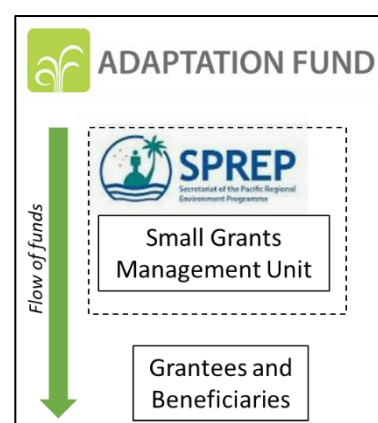 ADAPTATION FUND
Flow of funds
SPREP
Secretariat of the Pacific Regional
Environment Programme
Small Grants
Management Unit
Grantees and
Beneficiaries